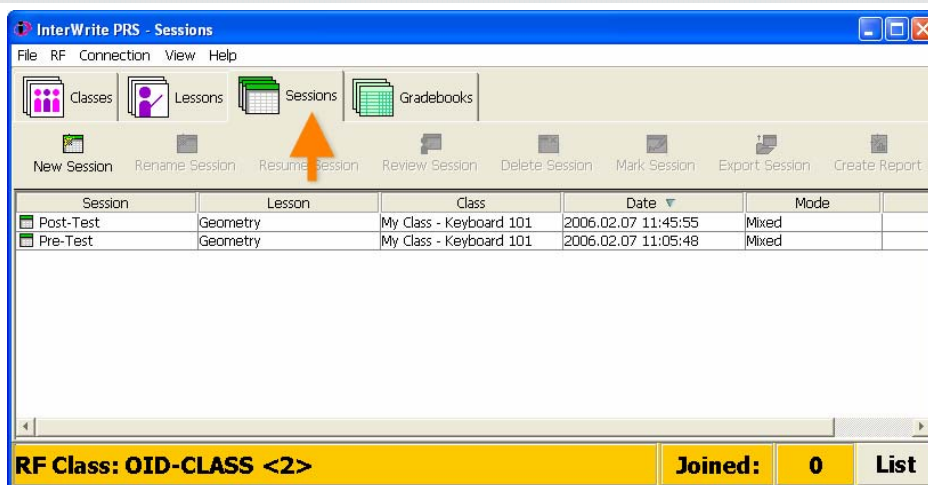 InterWrite PRS - Sessions
File RF Connection View Help
Classes Lessons Sessions Gradebooks
New Session Rename Session Resume Session Review Session Delete Session Mark Session Export Session Create Report
Session Lesson Class Date Mode
Post-Test Geometry My Class - Keyboard 101 2006.02.07 11:45:55 Mixed
Pre-Test Geometry My Class - Keyboard 101 2006.02.07 11:05:48 Mixed
RF Class: OID-CLASS <2> Joined: 0 List